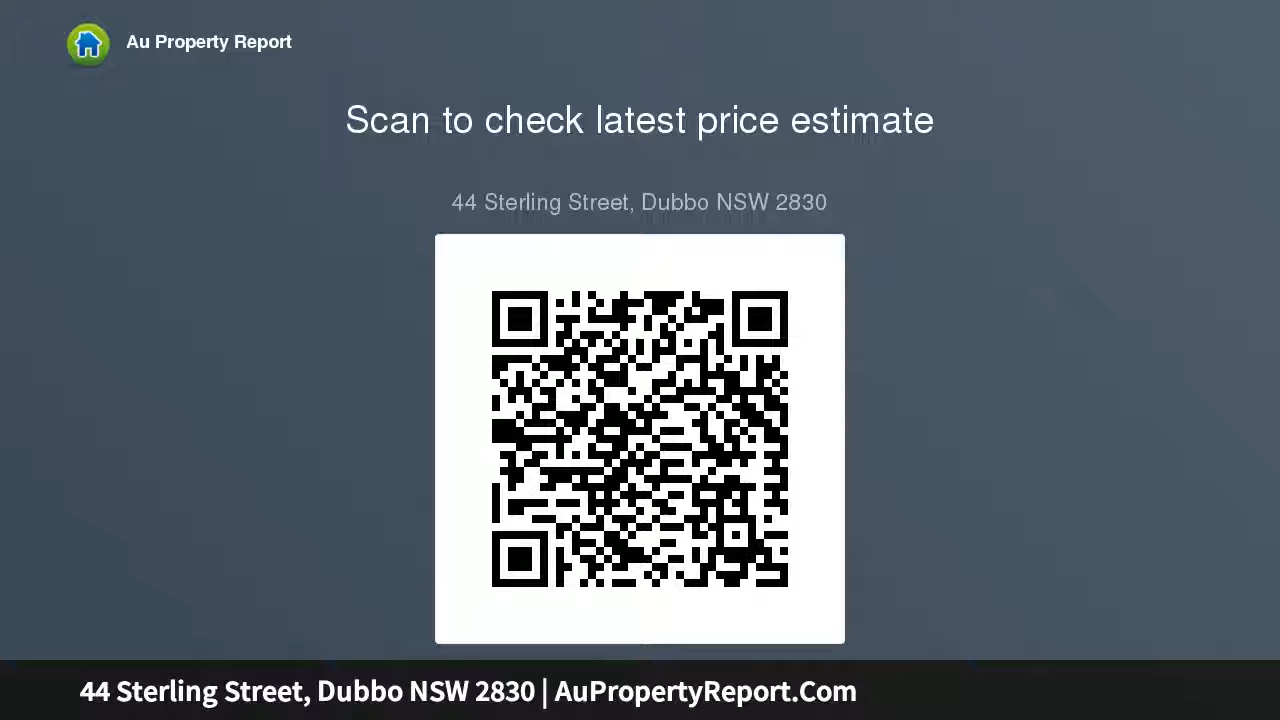 Au Property Report
Scan to check latest price estimate
44 Sterling Street, Dubbo NSW 2830
44 Sterling Street, Dubbo NSW 2830 | AuPropertyReport.Com